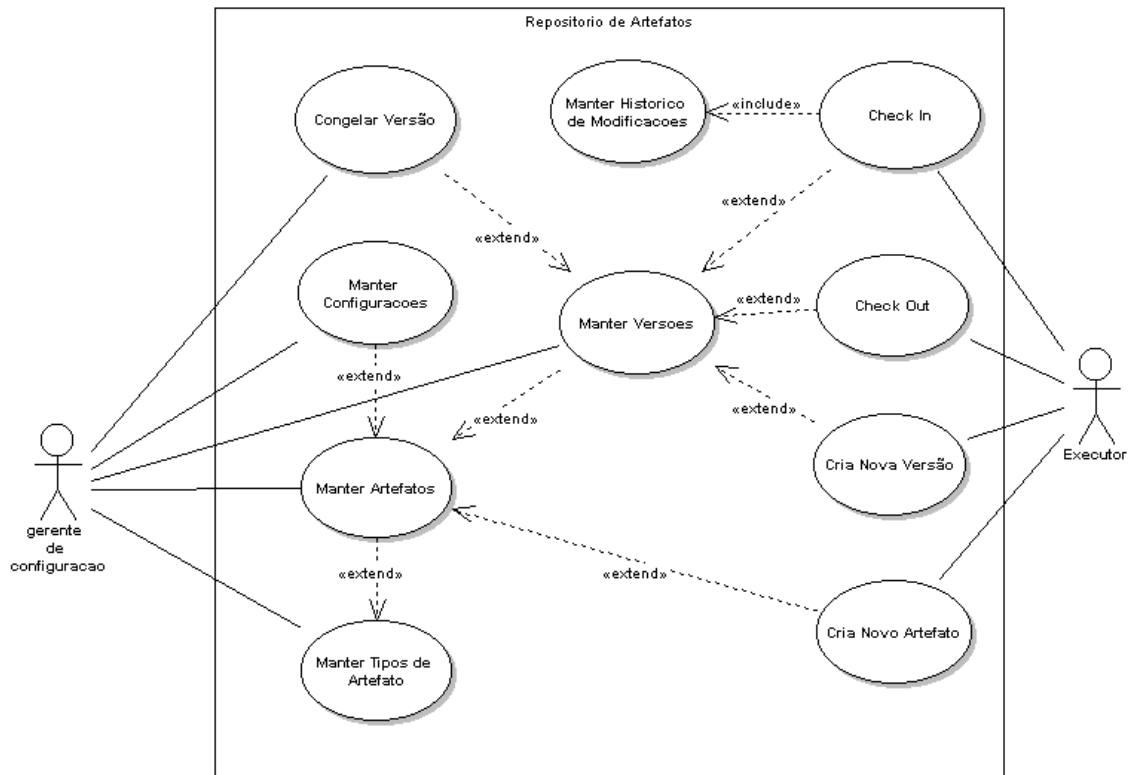 Repositorio de Artefatos
Congelar Versão
Manter Historico
de Modificacoes
«include»
Check In
«extend»
«extend»
Manter
Configuracoes
Manter Versoes
«extend»
Check Out
«extend»
«extend»
«extend»
Manter Artefatos
Cria Nova Versão
Executor
gerente
de
configuracao
«extend»
«extend»
Manter Tipos de
Artefato
Cria Novo Artefato